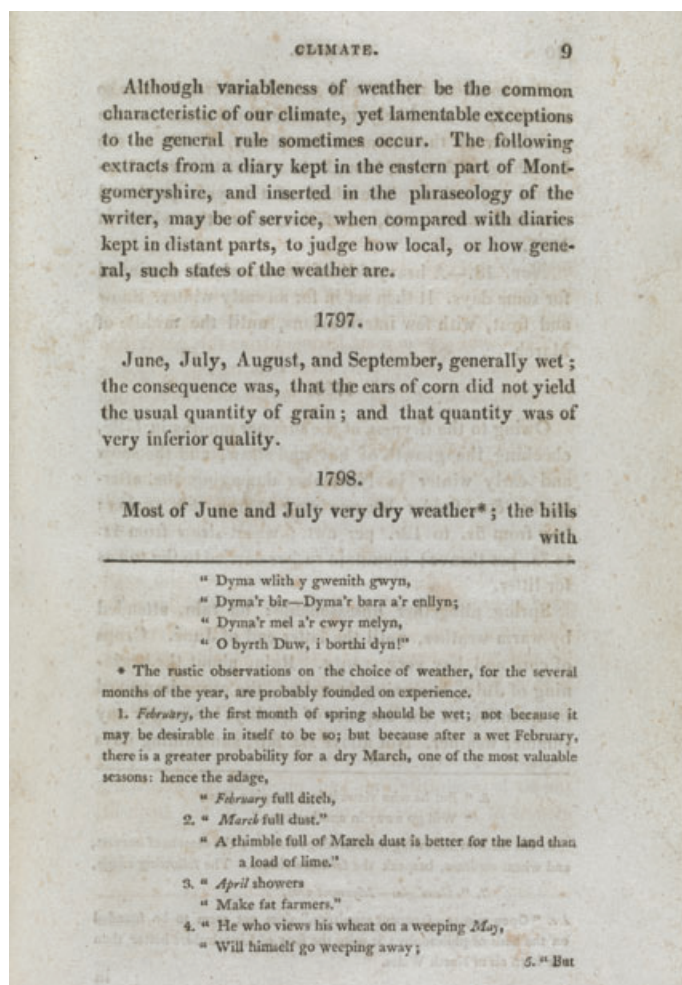 CLIMATE. 9
Although variableness of weather be the common
characteristic of our climate, yet lamentable exceptions
to the general rule sometimes occur. The following
extracts from a diary kept in the eastern part of Mont-
gomeryshire, and inserted in the phraseology of the
writer, may be of service, when compared with diaries
kept in distant parts, to judge how local, or how gene-
ral, such states of the weather are.
1797.
June, July, August, and September, generally wet;
the consequence was, that the ears of corn did not yield
the usual quantity of grain; and that quantity was of
very inferior quality.
1798.
Most of June and July very dry weather*; the hills
with
" Dyma wlith y gwenith gwyn,
" Dyma'r bîr—Dyma'r bara a'r enllyn;
" Dyma'r mel a'r cwyr melyn,
" O byrth Duw, i borthi dyn!"
* The rustic observations on the choice of weather, for the several
months of the year, are probably founded on experience.
1. February, the first month of spring should be wet; not because it
may be desirable in itself to be so; but because after a wet February,
there is a greater probability for a dry March, one of the most valuable
seasons: hence the adage,
" February full ditch,
2. " March full dust."
" A thimble full of March dust is better for the land than
a load of lime."
3. " April showers
" Make fat farmers."
4. " He who views his wheat on a weeping May,
" Will himself go weeping away;
5. " But